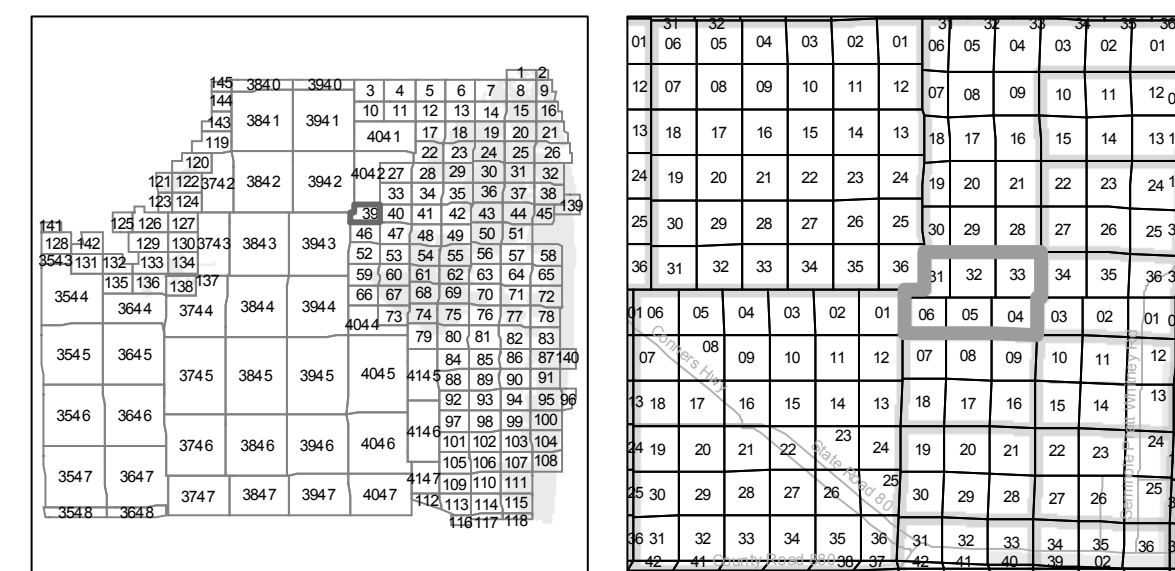 1 2
145 3840 3940 3 4 5 6 7 8 9
144 10 11 12 13 14 15 16
143 3841 3941 4041 17 18 19 20 21
119 22 23 24 25 26
120 4042 27 28 29 30 31 32
121 122 3742 3842 3942 33 34 35 36 37 38
123 124 39 40 41 42 43 44 45 139
141 125 126 127 46 47 48 49 50 51
128 142 129 130 3743 3843 3943 52 53 54 55 56 57 58
3543 131 132 133 134 59 60 61 62 63 64 65
135 136 138 137 66 67 68 69 70 71 72
3544 3644 3744 3844 3944 4044 73 74 75 76 77 78
79 80 81 82 83
3545 3645 84 85 86 87 140
3745 3845 3945 4045 4145 88 89 90 91
92 93 94 95 96
3546 3646 97 98 99 100
3746 3846 3946 4046 4146 101 102 103 104
105 106 107 108
3547 3647 4147 109 110 111
3747 3847 3947 4047 112 113 114 115
3548 3648 116 117 118
31 32 31 32 33 34 35 36
01 06 05 04 03 02 01 06 05 04 03 02 01
12 07 08 09 10 11 12 07 08 09 10 11 12
13 18 17 16 15 14 13 18 17 16 15 14 13
24 19 20 21 22 23 24 19 20 21 22 23 24
25 30 29 28 27 26 25 30 29 28 27 26 25
36 31 32 33 34 35 36 31 32 33 34 35 36
01 06 05 04 03 02 01 06 05 04 03 02 01
07 08 09 10 11 12 07 08 09 10 11 12
13 18 17 16 15 14 13 18 17 16 15 14 13
24 19 20 21 22 23 24 19 20 21 22 23 24
25 30 29 28 27 26 25 30 29 28 27 26 25
36 31 32 33 34 35 36 31 32 33 34 35 36
42 41 38 37 42 41 40 39 02
Conners Hwy
State Road 80
County Road 880
Seminole Pratt Whitney Rd